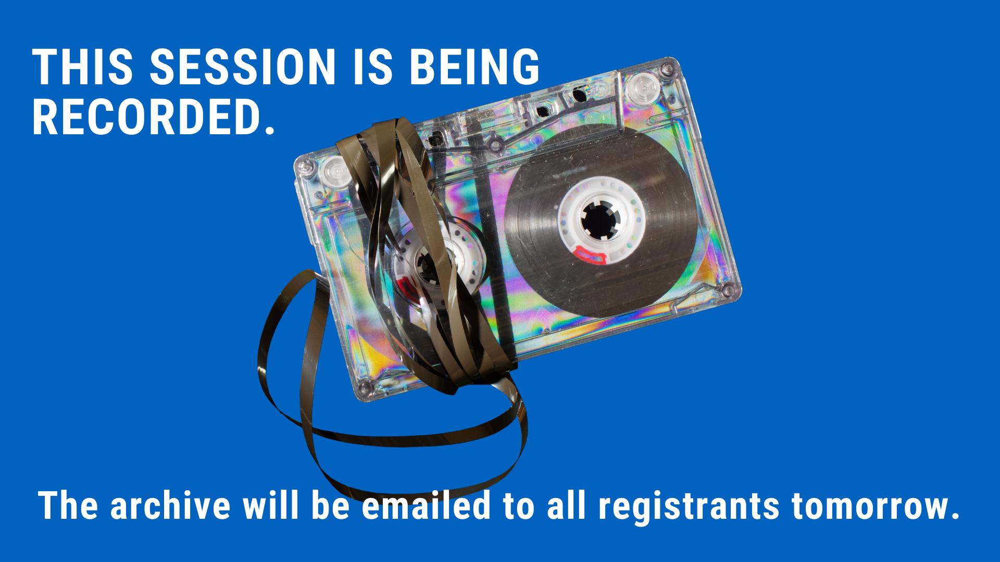 THIS SESSION IS BEING
RECORDED.
The archive will be emailed to all registrants tomorrow.